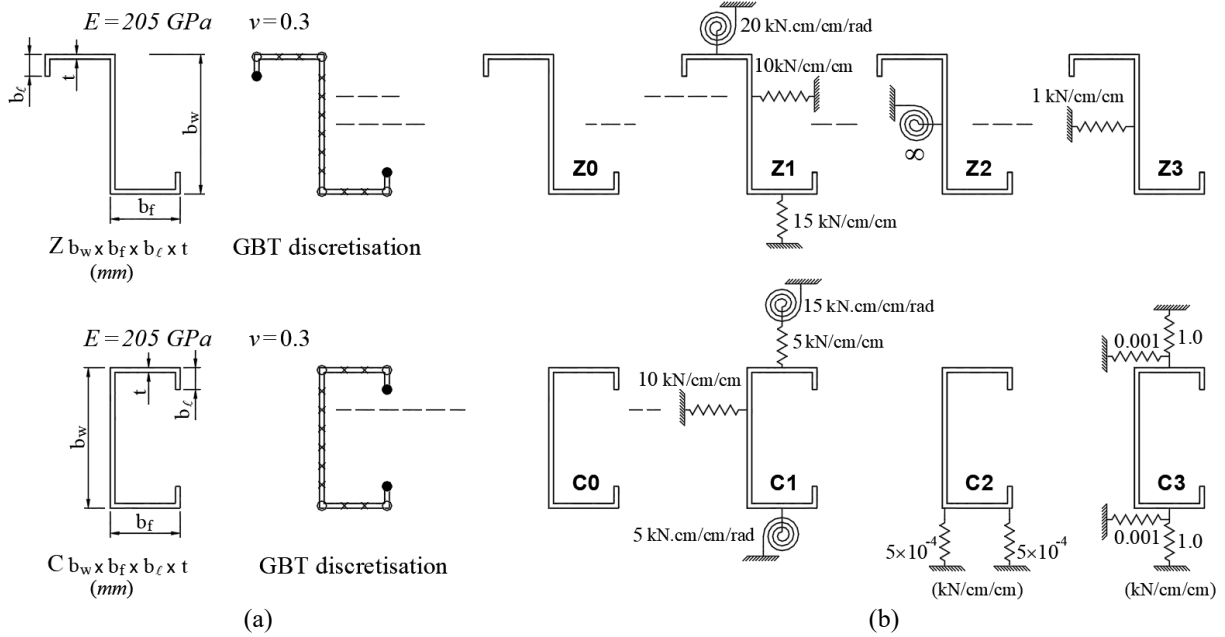 E = 205 GPa    ν = 0.3
b_ℓ
t
b_w
b_f
Z b_w x b_f x b_ℓ x t
(mm)
GBT discretisation
Z0
20 kN.cm/cm/rad
10kN/cm/cm
Z1
15 kN/cm/cm
∞
Z2
1 kN/cm/cm
Z3
E = 205 GPa    ν = 0.3
t
b_ℓ
b_w
b_f
C b_w x b_f x b_ℓ x t
(mm)
GBT discretisation
C0
15 kN.cm/cm/rad
5 kN/cm/cm
10 kN/cm/cm
C1
5 kN.cm/cm/rad
C2
5×10⁻⁴
5×10⁻⁴
(kN/cm/cm)
0.001
1.0
C3
0.001
1.0
(kN/cm/cm)
(a)
(b)